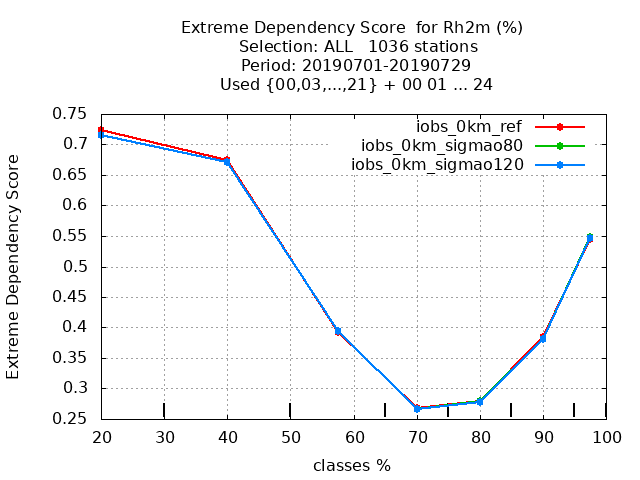 Extreme Dependency Score  for Rh2m (%)
Selection: ALL   1036 stations
Period: 20190701-20190729
Used {00,03,...,21} + 00 01 ... 24
iobs_0km_ref
iobs_0km_sigmao80
iobs_0km_sigmao120
Extreme Dependency Score
0.75
0.7
0.65
0.6
0.55
0.5
0.45
0.4
0.35
0.3
0.25
20 30 40 50 60 70 80 90 100
classes %